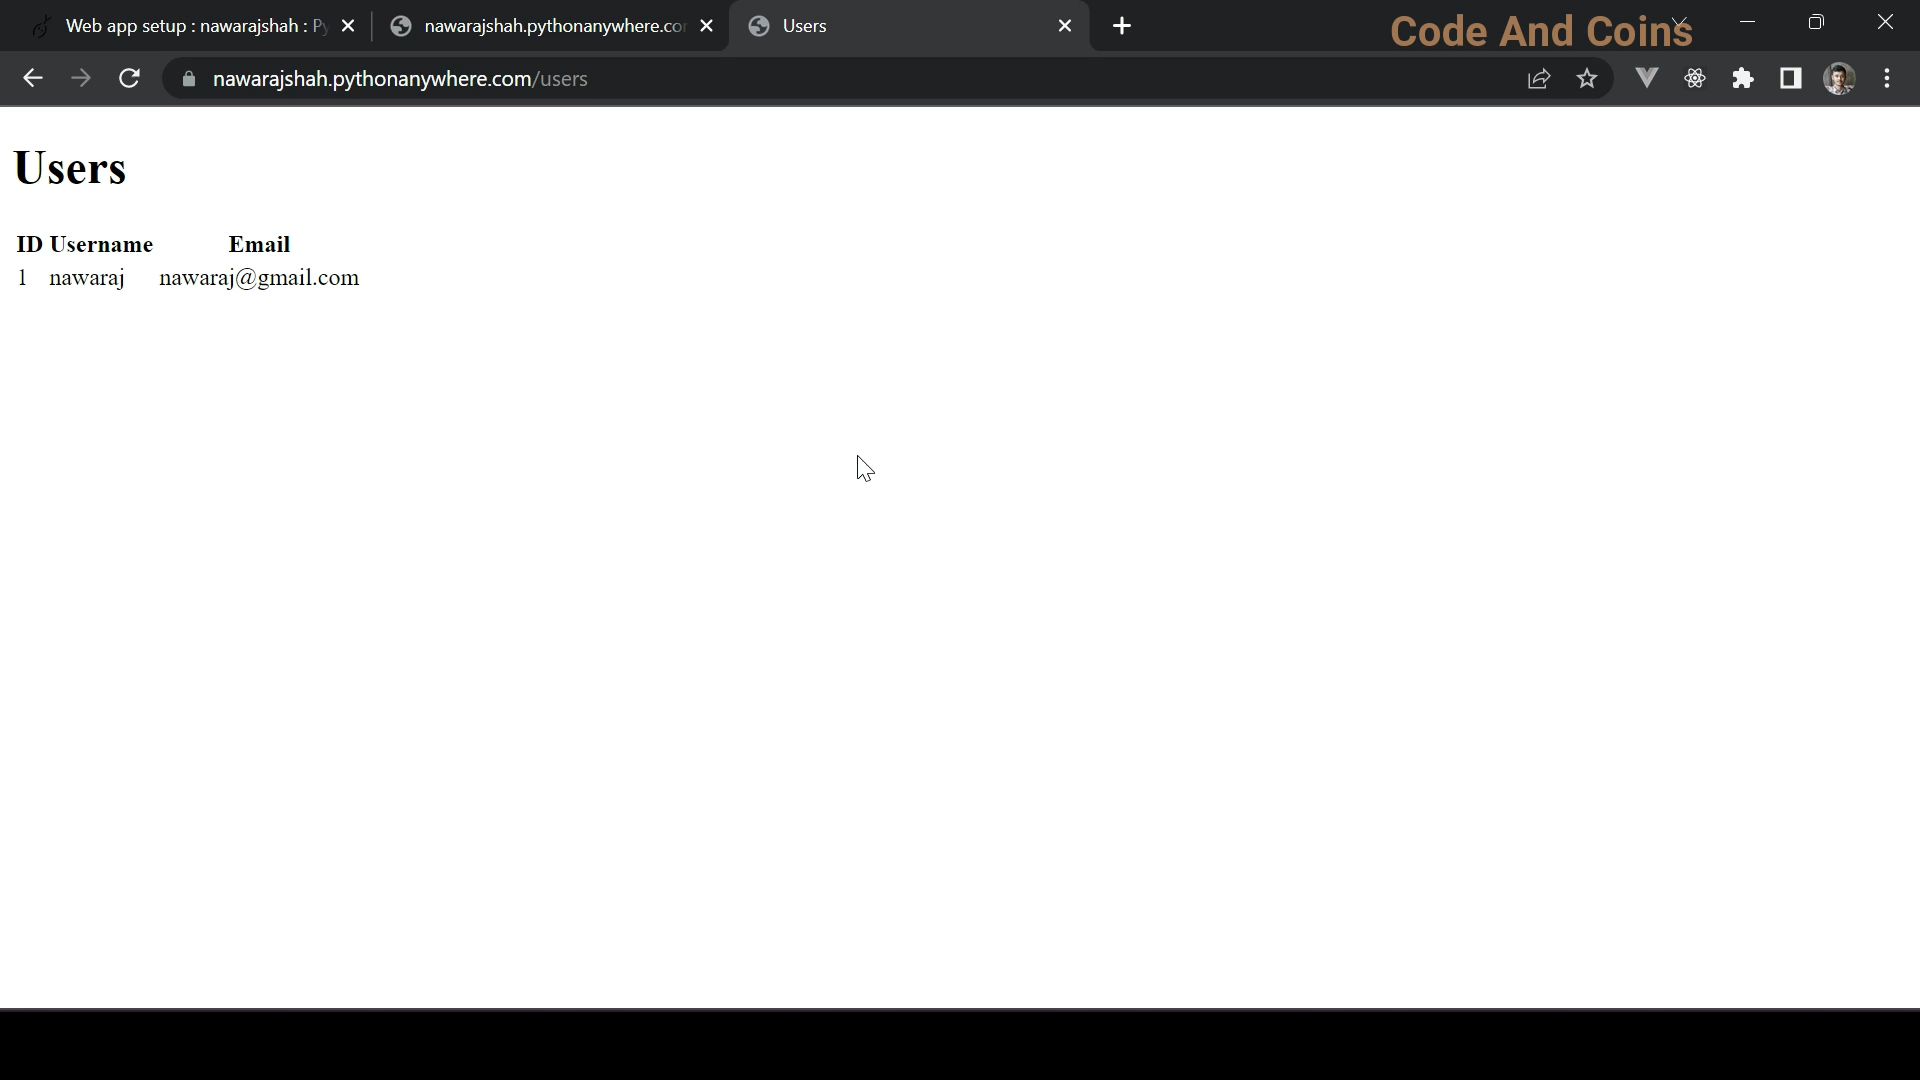 Web app setup : nawarajshah : Py
nawarajshah.pythonanywhere.co
Users
Code And Coins
nawarajshah.pythonanywhere.com/users
Users
ID Username Email
1 nawaraj nawaraj@gmail.com